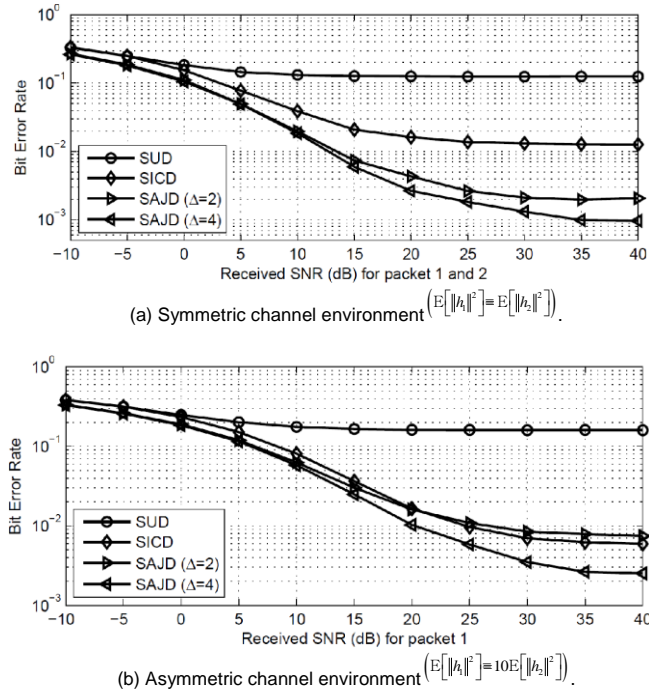 10⁰
10⁻¹
10⁻²
10⁻³
Bit Error Rate
SUD
SICD
SAJD (Δ=2)
SAJD (Δ=4)
−10 −5 0 5 10 15 20 25 30 35 40
Received SNR (dB) for packet 1 and 2
(a) Symmetric channel environment (E[‖h₁‖²]≡E[‖h₂‖²]).
10⁰
10⁻¹
10⁻²
10⁻³
Bit Error Rate
SUD
SICD
SAJD (Δ=2)
SAJD (Δ=4)
−10 −5 0 5 10 15 20 25 30 35 40
Received SNR (dB) for packet 1
(b) Asymmetric channel environment (E[‖h₁‖²]≡10E[‖h₂‖²]).